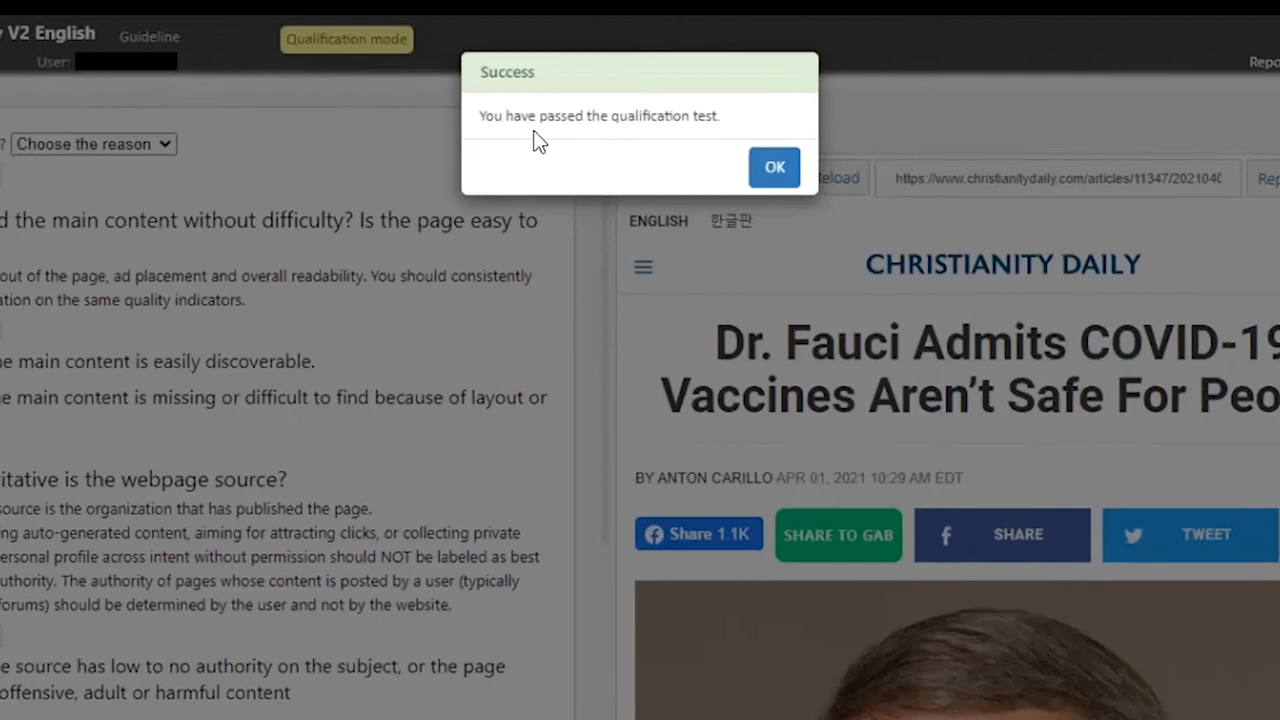 V2 English
Guideline
Qualification mode
User:
Success
You have passed the qualification test.
OK
Choose the reason
the main content without difficulty? Is the page easy to
out of the page, ad placement and overall readability. You should consistently
on the same quality indicators.
main content is easily discoverable.
main content is missing or difficult to find because of layout or
is the webpage source?
source is the organization that has published the page.
auto-generated content, aiming for attracting clicks, or collecting private
personal profile across intent without permission should NOT be labeled as best
The authority of pages whose content is posted by a user (typically
forums) should be determined by the user and not by the website.
source has low to no authority on the subject, or the page
offensive, adult or harmful content
https://www.christianitydaily.com/articles/11347/2021040
ENGLISH
한글판
CHRISTIANITY DAILY
Dr. Fauci Admits COVID-19
Vaccines Aren't Safe For Peo
BY ANTON CARILLO APR 01, 2021 10:29 AM EDT
Share 1.1K
SHARE TO GAB
SHARE
TWEET